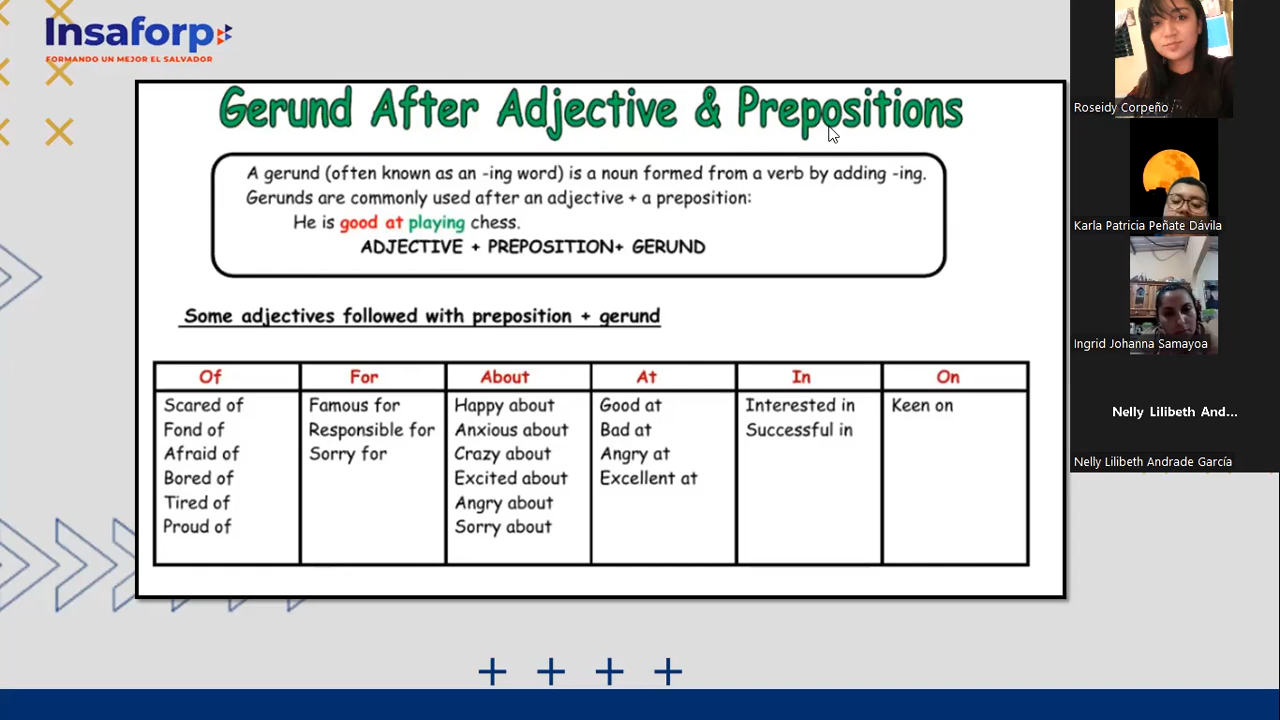 Insaforp
FORMANDO UN MEJOR EL SALVADOR
Gerund After Adjective & Prepositions
A gerund (often known as an -ing word) is a noun formed from a verb by adding -ing.
Gerunds are commonly used after an adjective + a preposition:
He is good at playing chess.
ADJECTIVE + PREPOSITION+ GERUND
Some adjectives followed with preposition + gerund
Of For About At In On
Scared of Famous for Happy about Good at Interested in Keen on
Fond of Responsible for Anxious about Bad at Successful in
Afraid of Sorry for Crazy about Angry at
Bored of Excited about Excellent at
Tired of Angry about
Proud of Sorry about
Roseidy Corpeño
Karla Patricia Peñate Dávila
Ingrid Johanna Samayoa
Nelly Lilibeth And...
Nelly Lilibeth Andrade García